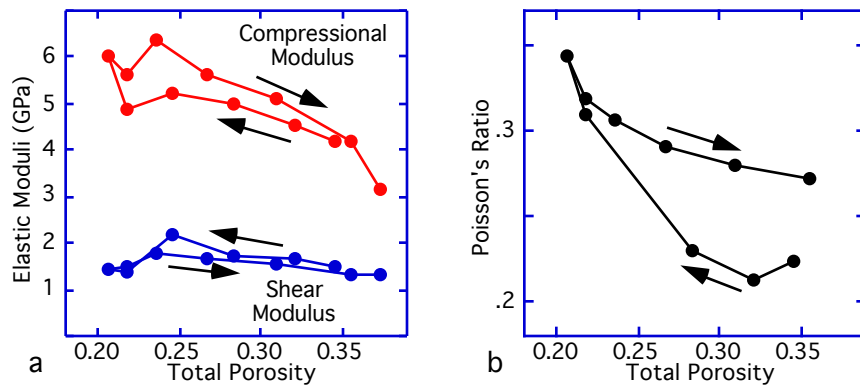 Elastic Moduli (GPa)
6
5
4
3
2
1
Compressional
Modulus
Shear
Modulus
0.20
0.25
0.30
0.35
Total Porosity
a
Poisson's Ratio
.3
.2
0.20
0.25
0.30
0.35
Total Porosity
b